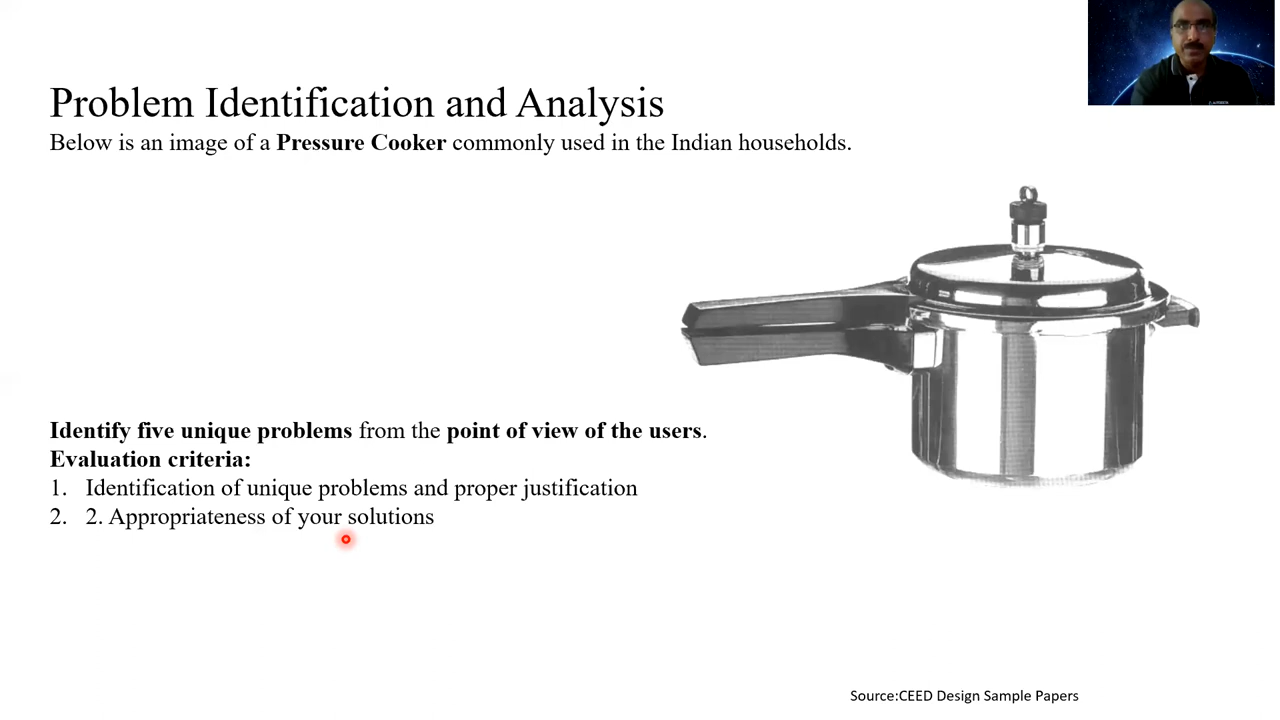 Problem Identification and Analysis
Below is an image of a Pressure Cooker commonly used in the Indian households.
Identify five unique problems from the point of view of the users.
Evaluation criteria:
1. Identification of unique problems and proper justification
2. 2. Appropriateness of your solutions
Source:CEED Design Sample Papers